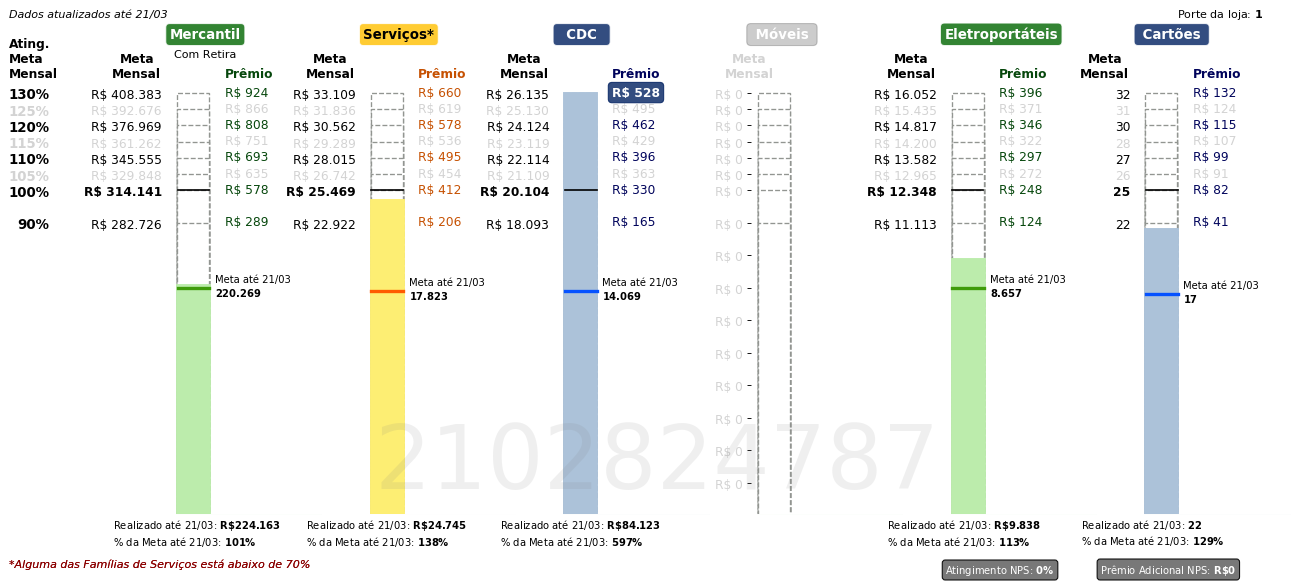 Dados atualizados até 21/03
Porte da loja: 1
Mercantil Serviços* CDC Móveis Eletroportáteis Cartões
Com Retira
Ating. Meta Mensal
Meta Mensal Prêmio Meta Mensal Prêmio Meta Mensal Prêmio Meta Mensal Meta Mensal Prêmio Meta Mensal Prêmio
130% R$ 408.383 R$ 924 R$ 33.109 R$ 660 R$ 26.135 R$ 528 R$ 0 R$ 16.052 R$ 396 32 R$ 132
125% R$ 392.676 R$ 866 R$ 31.836 R$ 619 R$ 25.130 R$ 495 R$ 0 R$ 15.435 R$ 371 31 R$ 124
120% R$ 376.969 R$ 808 R$ 30.562 R$ 578 R$ 24.124 R$ 462 R$ 0 R$ 14.817 R$ 346 30 R$ 115
115% R$ 361.262 R$ 751 R$ 29.289 R$ 536 R$ 23.119 R$ 429 R$ 0 R$ 14.200 R$ 322 28 R$ 107
110% R$ 345.555 R$ 693 R$ 28.015 R$ 495 R$ 22.114 R$ 396 R$ 0 R$ 13.582 R$ 297 27 R$ 99
105% R$ 329.848 R$ 635 R$ 26.742 R$ 454 R$ 21.109 R$ 363 R$ 0 R$ 12.965 R$ 272 26 R$ 91
100% R$ 314.141 R$ 578 R$ 25.469 R$ 412 R$ 20.104 R$ 330 R$ 0 R$ 12.348 R$ 248 25 R$ 82
90% R$ 282.726 R$ 289 R$ 22.922 R$ 206 R$ 18.093 R$ 165 R$ 0 R$ 11.113 R$ 124 22 R$ 41
R$ 0
Meta até 21/03 Meta até 21/03 Meta até 21/03 R$ 0 Meta até 21/03 Meta até 21/03
220.269 17.823 14.069 8.657 17
R$ 0
R$ 0
R$ 0
R$ 0
R$ 0
R$ 0
2102824787
Realizado até 21/03: R$224.163 Realizado até 21/03: R$24.745 Realizado até 21/03: R$84.123 Realizado até 21/03: R$9.838 Realizado até 21/03: 22
% da Meta até 21/03: 101% % da Meta até 21/03: 138% % da Meta até 21/03: 597% % da Meta até 21/03: 113% % da Meta até 21/03: 129%
*Alguma das Famílias de Serviços está abaixo de 70%
Atingimento NPS: 0% Prêmio Adicional NPS: R$0